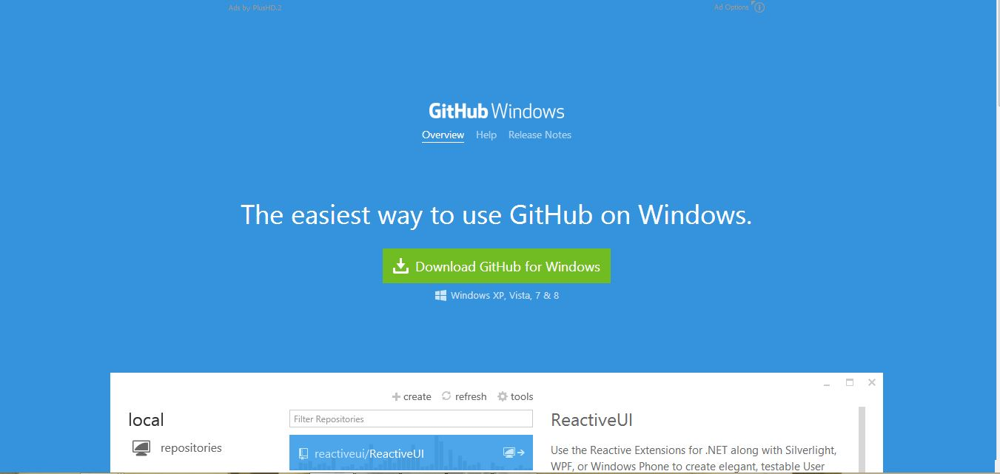 Ads by PlusHD.2
Ad Options
GitHub Windows
Overview Help Release Notes
The easiest way to use GitHub on Windows.
Download GitHub for Windows
Windows XP, Vista, 7 & 8
create refresh tools
local
Filter Repositories
ReactiveUI
repositories
reactiveui/ReactiveUI
Use the Reactive Extensions for .NET along with Silverlight,
WPF, or Windows Phone to create elegant, testable User